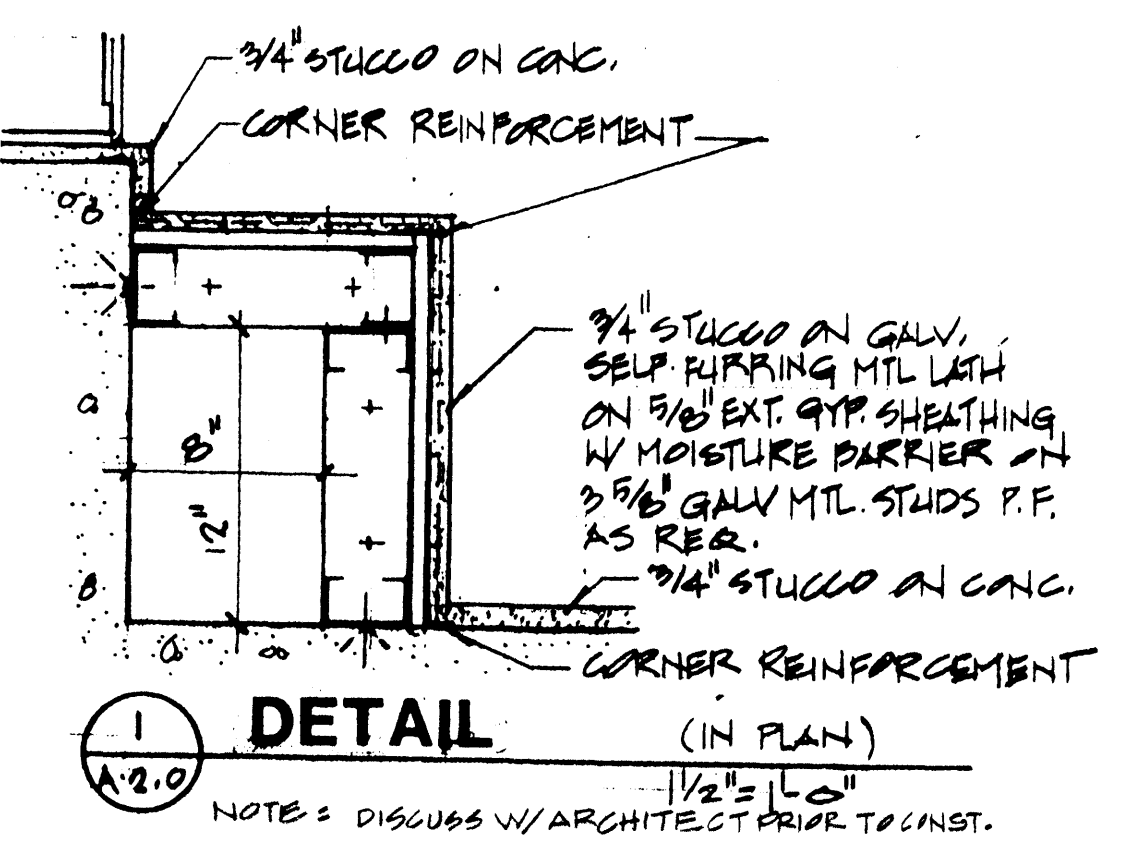 3/4" STUCCO ON CONC.
CORNER REINFORCEMENT
3/4" STUCCO ON GALV.
SELF. FURRING MTL LATH
ON 5/8" EXT. GYP. SHEATHING
W/ MOISTURE BARRIER ON
3 5/8" GALV MTL. STUDS P.F.
AS REQ.
8"
12"
3/4" STUCCO ON CONC.
CORNER REINFORCEMENT
1
A.2.0
DETAIL
(IN PLAN)
1 1/2" = 1'-0"
NOTE: DISCUSS W/ ARCHITECT PRIOR TO CONST.